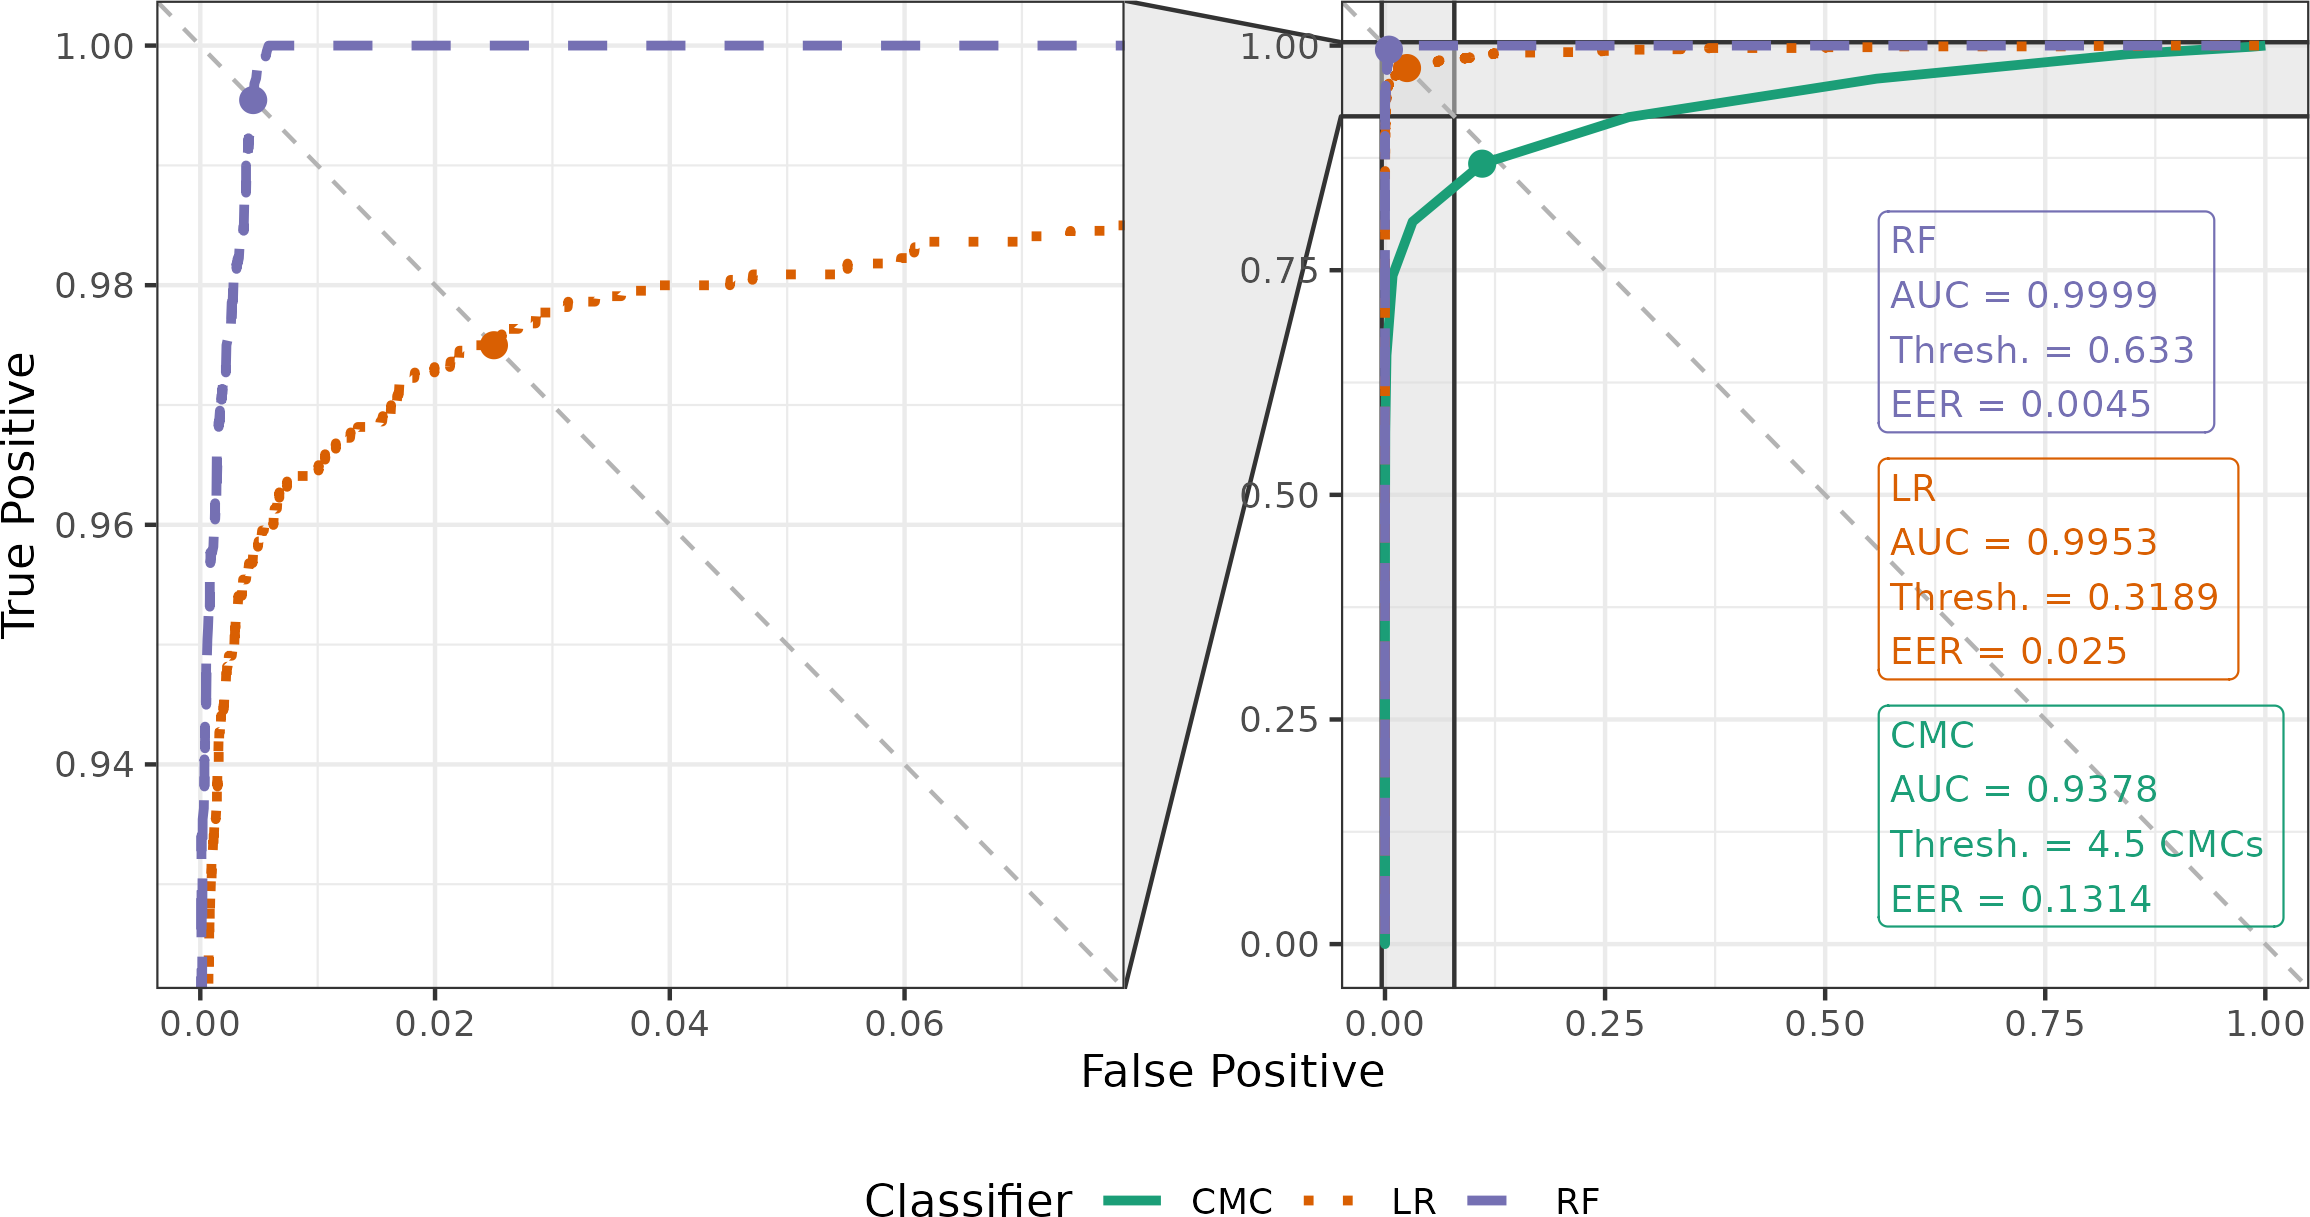 True Positive
1.00
0.98
0.96
0.94
0.00 0.02 0.04 0.06
1.00
0.75
0.50
0.25
0.00
0.00 0.25 0.50 0.75 1.00
RF
AUC = 0.9999
Thresh. = 0.633
EER = 0.0045
LR
AUC = 0.9953
Thresh. = 0.3189
EER = 0.025
CMC
AUC = 0.9378
Thresh. = 4.5 CMCs
EER = 0.1314
False Positive
Classifier CMC LR RF